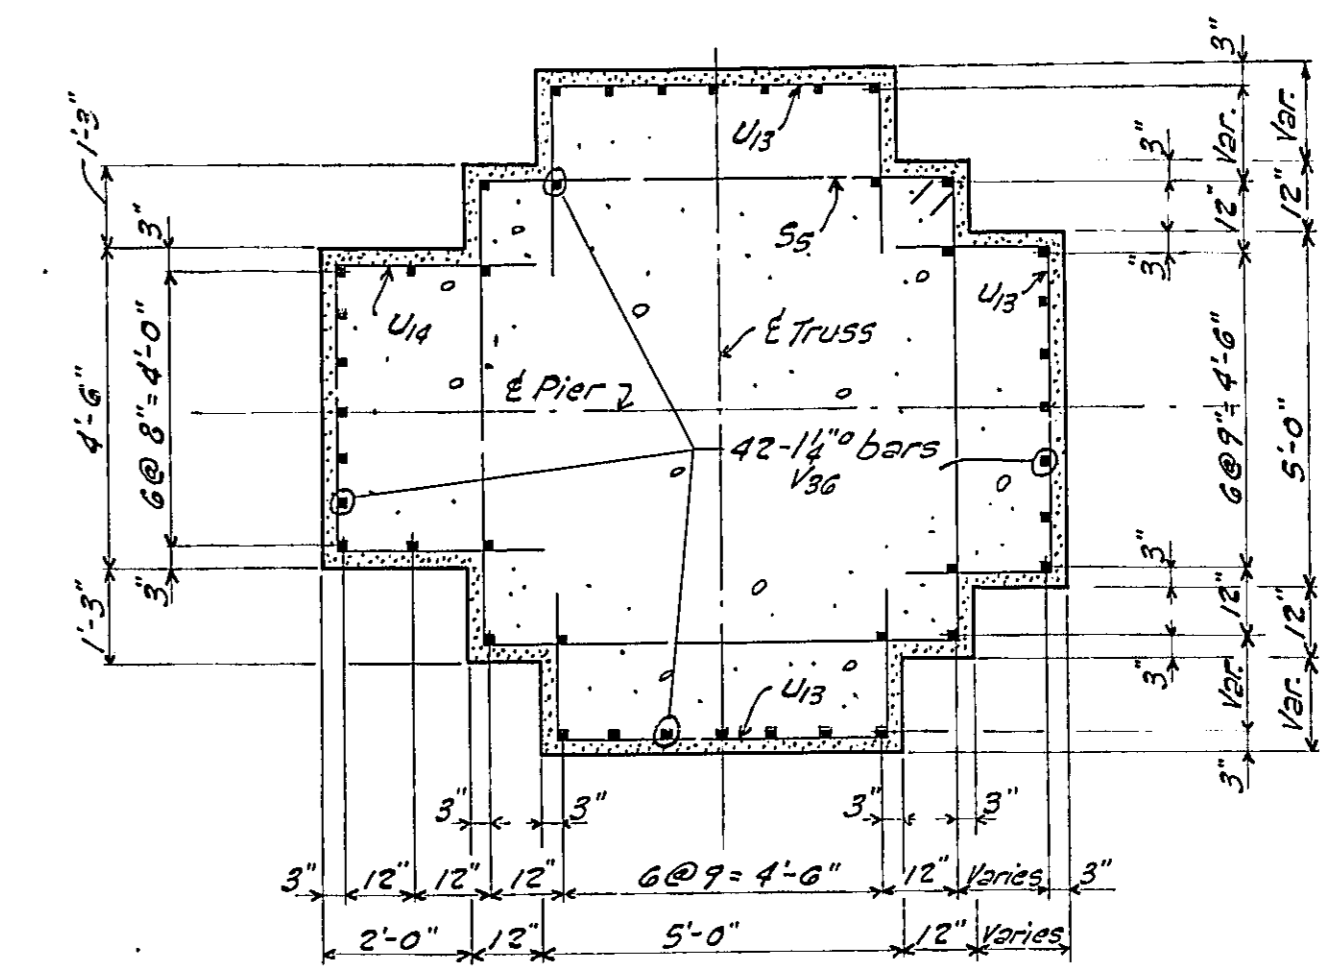 3"
Var.
Var.
1'-3"
U13
3"
12"
12"
3"
S5
3"
U14
U13
₵ Truss
6@8"=4'-0"
4'-6"
₵ Pier
42-1¼"° bars
V36
6@9"=4'-6"
5'-0"
3"
3"
1'-3"
12"
12"
U13
3"
Var.
Var.
3"
3"
3"
3"
3"
3"
12"
12"
12"
6@9=4'-6"
12"
Varies
3"
2'-0"
12"
5'-0"
12"
Varies